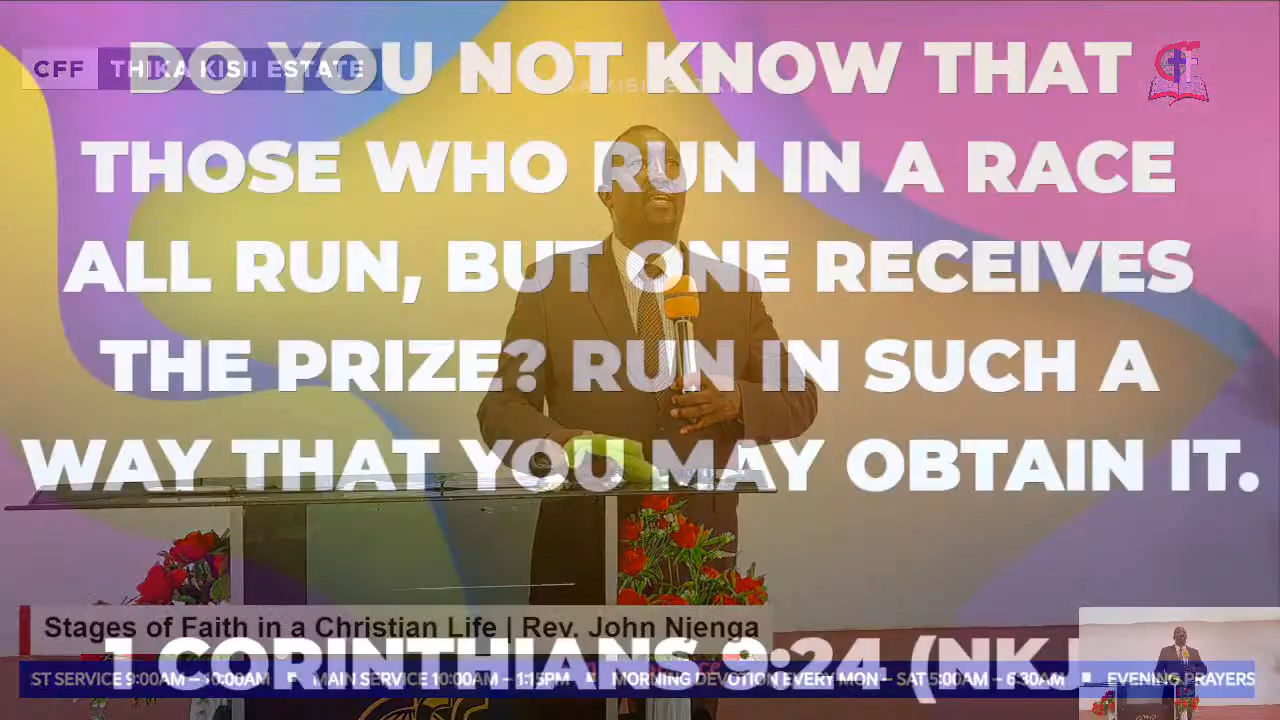 CFF THIKA KISII ESTATE
DO YOU NOT KNOW THAT
THOSE WHO RUN IN A RACE
ALL RUN, BUT ONE RECEIVES
THE PRIZE? RUN IN SUCH A
WAY THAT YOU MAY OBTAIN IT.
Stages of Faith in a Christian Life | Rev. John Njenga
1 CORINTHIANS 9:24 (NKJ
ST SERVICE 9:00AM – 10:00AM ▪ MAIN SERVICE 10:00AM – 1:15PM ▪ MORNING DEVOTION EVERY MON – SAT 5:00AM – 6:30AM ▪ EVENING PRAYERS